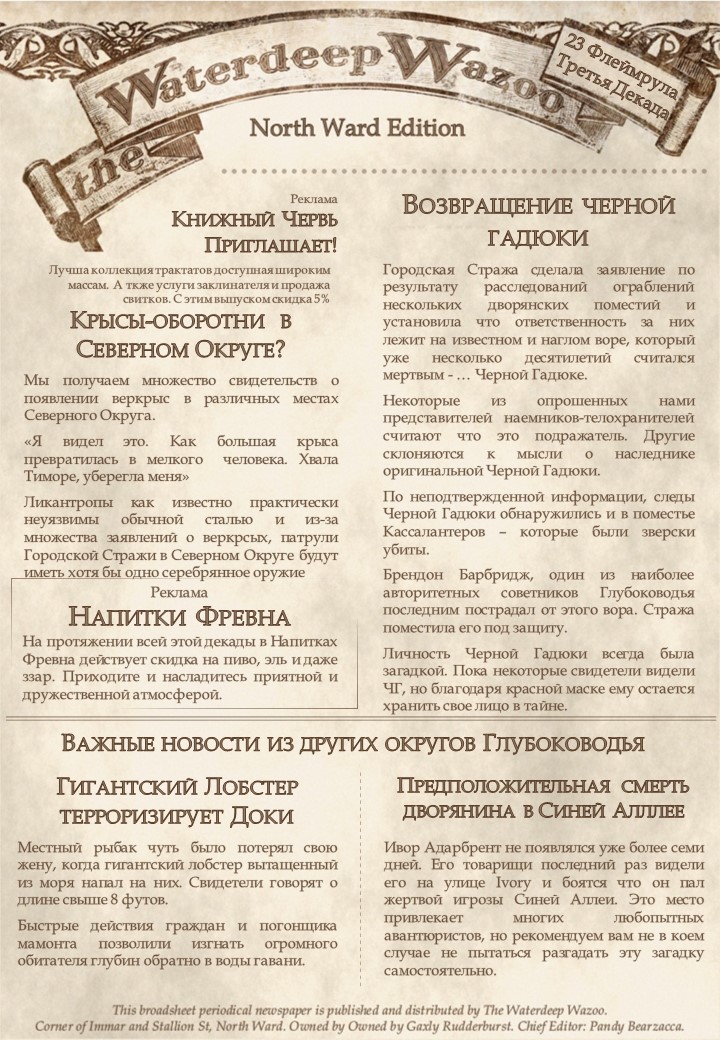 the Waterdeep Wazoo
23 Флеймрула
Третья Декада
North Ward Edition
Реклама
Книжный Червь
Приглашает!
Лучша коллекция трактатов доступная широким
массам. А ткже услуги заклинателя и продажа
свитков. С этим выпуском скидка 5%
Крысы-оборотни в
Северном Округе?
Мы получаем множество свидетельств о
появлении веркрыс в различных местах
Северного Округа.
«Я видел это. Как большая крыса
превратилась в мелкого человека. Хвала
Тиморе, уберегла меня»
Ликантропы как известно практически
неуязвимы обычной сталью и из-за
множества заявлений о веркрсых, патрули
Городской Стражи в Северном Округе будут
иметь хотя бы одно серебрянное оружие
Реклама
Напитки Фревна
На протяжении всей этой декады в Напитках
Фревна действует скидка на пиво, эль и даже
ззар. Приходите и насладитесь приятной и
дружественной атмосферой.
Возвращение черной
гадюки
Городская Стража сделала заявление по
результату расследований ограблений
нескольких дворянских поместий и
установила что ответственность за них
лежит на известном и наглом воре, который
уже несколько десятилетий считался
мертвым - … Черной Гадюке.
Некоторые из опрошенных нами
представителей наемников-телохранителей
считают что это подражатель. Другие
склоняются к мысли о наследнике
оригинальной Черной Гадюки.
По неподтвержденной информации, следы
Черной Гадюки обнаружились и в поместье
Кассалантеров – которые были зверски
убиты.
Брендон Барбридж, один из наиболее
авторитетных советников Глубоководья
последним пострадал от этого вора. Стража
поместила его под защиту.
Личность Черной Гадюки всегда была
загадкой. Пока некоторые свидетели видели
ЧГ, но благодаря красной маске ему остается
хранить свое лицо в тайне.
Важные новости из других округов Глубоководья
Гигантский Лобстер
терроризирует Доки
Местный рыбак чуть было потерял свою
жену, когда гигантский лобстер вытащенный
из моря напал на них. Свидетели говорят о
длине свыше 8 футов.
Быстрые действия граждан и погонщика
мамонта позволили изгнать огромного
обитателя глубин обратно в воды гавани.
Предположительная смерть
дворянина в Синей Алллее
Ивор Адарбрент не появлялся уже более семи
дней. Его товарищи последний раз видели
его на улице Ivory и боятся что он пал
жертвой игрозы Синей Аллеи. Это место
привлекает многих любопытных
авантюристов, но рекомендуем вам не в коем
случае не пытаться разгадать эту загадку
самостоятельно.
This broadsheet periodical newspaper is published and distributed by The Waterdeep Wazoo.
Corner of Immar and Stallion St, North Ward. Owned by Owned by Gaxly Rudderburst. Chief Editor: Pandy Bearzacca.